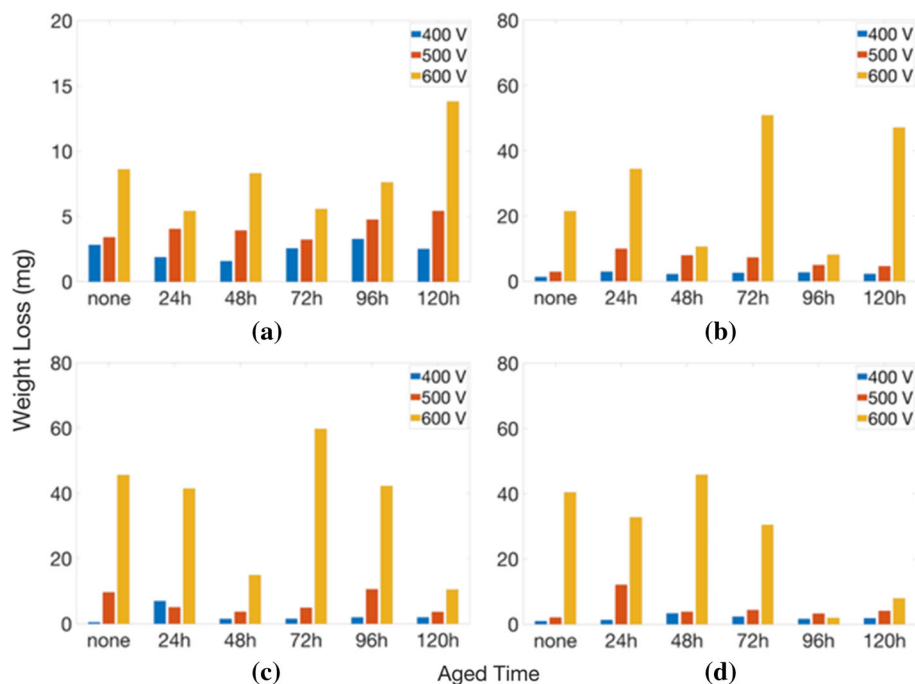 20
15
10
5
0
400 V
500 V
600 V
none 24h 48h 72h 96h 120h
(a)
80
60
40
20
0
400 V
500 V
600 V
none 24h 48h 72h 96h 120h
(b)
Weight Loss (mg)
80
60
40
20
0
400 V
500 V
600 V
none 24h 48h 72h 96h 120h
(c)
80
60
40
20
0
400 V
500 V
600 V
none 24h 48h 72h 96h 120h
(d)
Aged Time